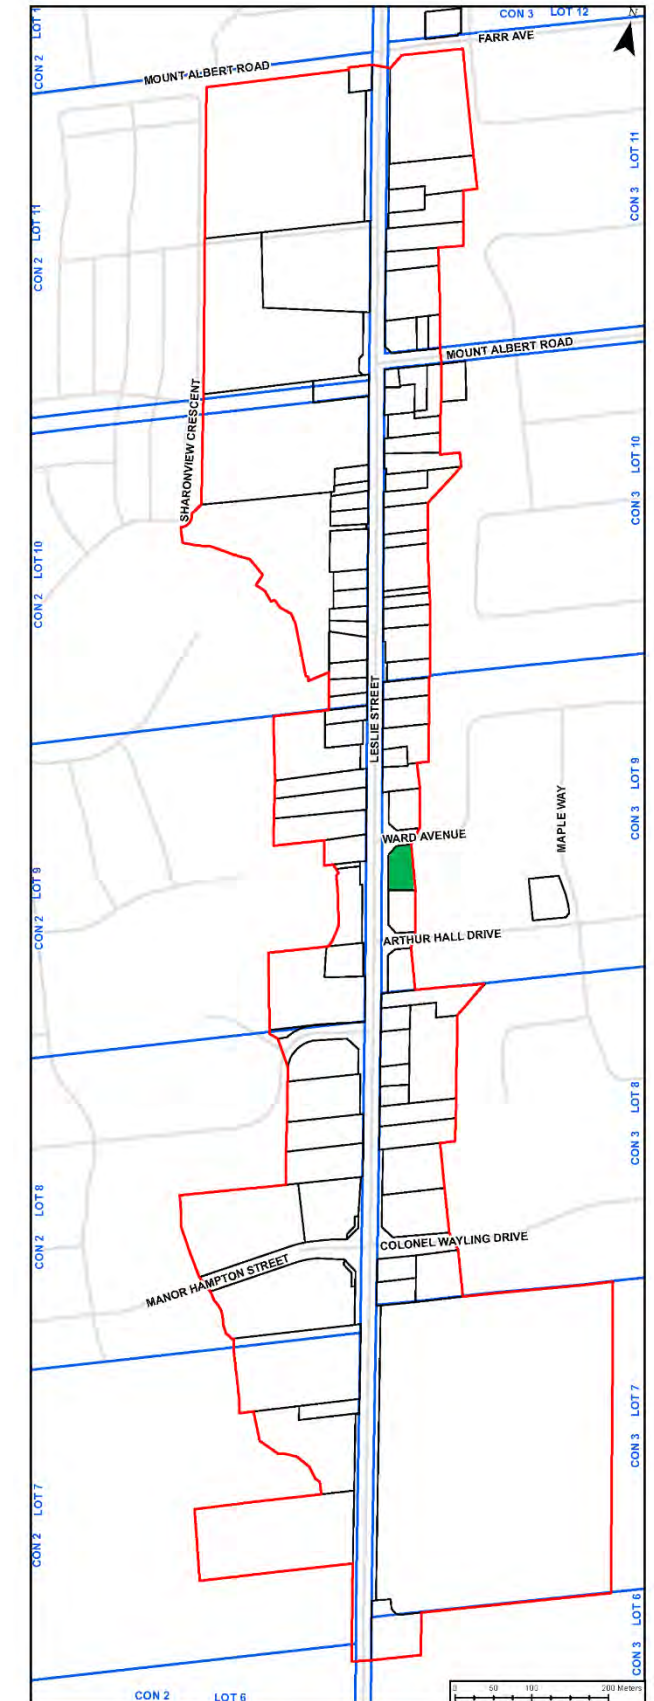 CON 3 LOT 12
N
CON 2 LOT 1
FARR AVE
MOUNT ALBERT ROAD
CON 3 LOT 11
CON 2 LOT 11
MOUNT ALBERT ROAD
SHARONVIEW CRESCENT
CON 3 LOT 10
CON 2 LOT 10
LESLIE STREET
CON 3 LOT 9
MAPLE WAY
WARD AVENUE
CON 2 LOT 9
ARTHUR HALL DRIVE
CON 3 LOT 8
CON 2 LOT 8
COLONEL WAYLING DRIVE
MANOR HAMPTON STREET
CON 3 LOT 7
CON 2 LOT 7
CON 3 LOT 6
CON 2 LOT 6
0 50 100 200 Meters